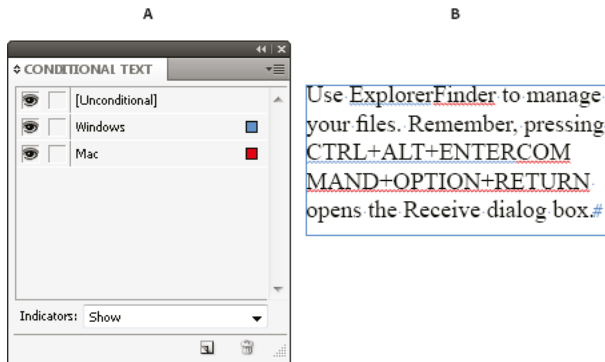 A
B
CONDITIONAL TEXT
[Unconditional]
Windows
Mac
Indicators: Show
Use ExplorerFinder to manage
your files. Remember, pressing
CTRL+ALT+ENTERCOM
MAND+OPTION+RETURN
opens the Receive dialog box.#